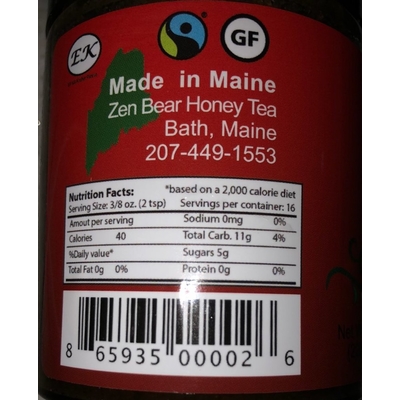 EK
GF
Made in Maine
Zen Bear Honey Tea
Bath, Maine
207-449-1553
Nutrition Facts: *based on a 2,000 calorie diet
Serving Size: 3/8 oz. (2 tsp) Servings per container: 16
Amout per serving Sodium 0mg 0%
Calories 40 Total Carb. 11g 4%
%Daily value* Sugars 5g
Total Fat 0g 0% Protein 0g 0%
8 65935 00002 6